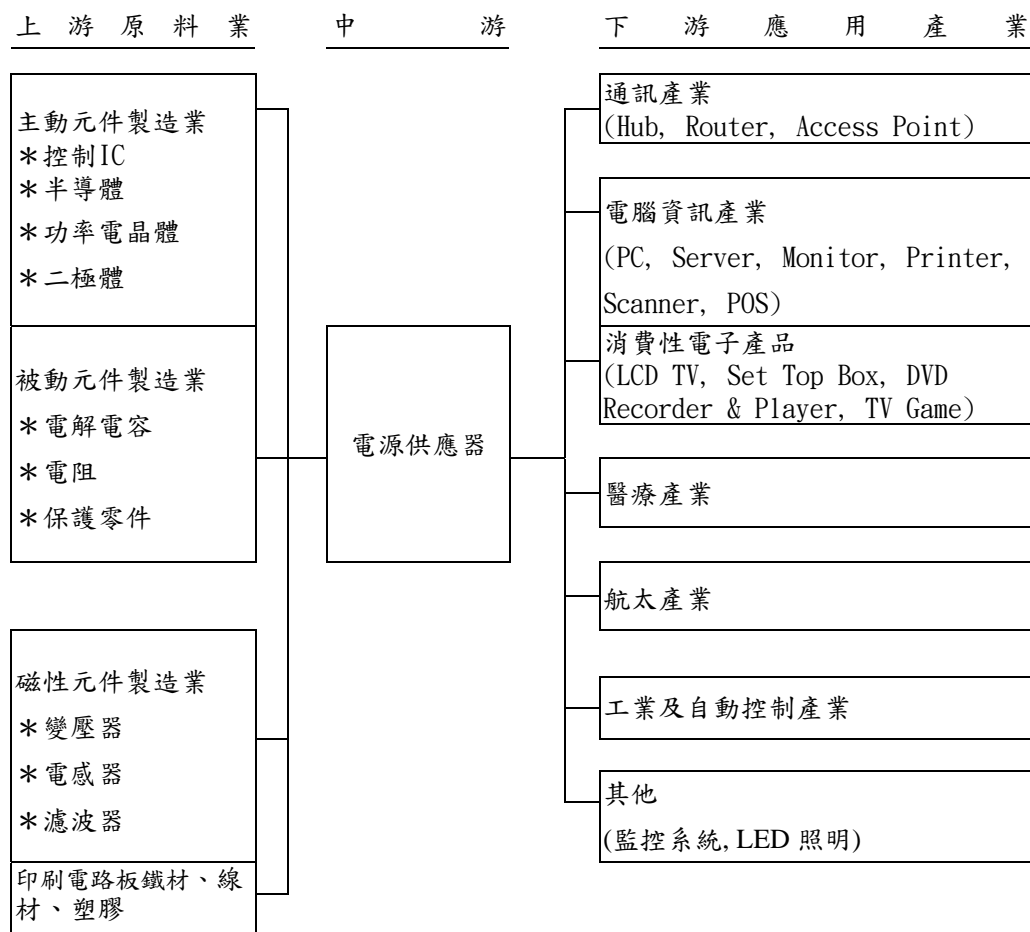 上游原料業
中游
下游應用產業
主動元件製造業
＊控制IC
＊半導體
＊功率電晶體
＊二極體
被動元件製造業
＊電解電容
＊電阻
＊保護零件
磁性元件製造業
＊變壓器
＊電感器
＊濾波器
印刷電路板鐵材、線
材、塑膠
電源供應器
通訊產業
(Hub, Router, Access Point)
電腦資訊產業
(PC, Server, Monitor, Printer,
Scanner, POS)
消費性電子產品
(LCD TV, Set Top Box, DVD
Recorder & Player, TV Game)
醫療產業
航太產業
工業及自動控制產業
其他
(監控系統, LED 照明)